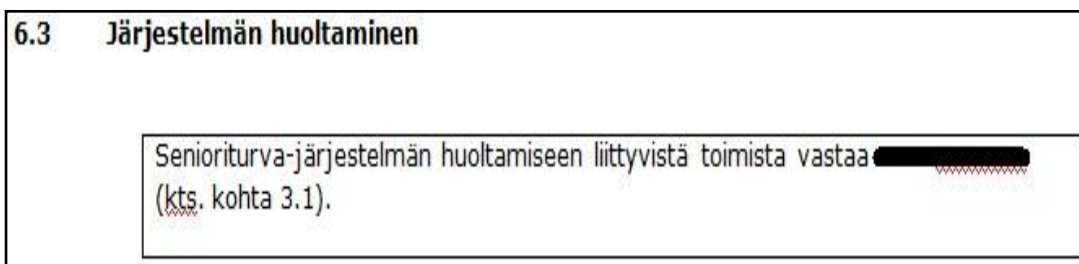 6.3 Järjestelmän huoltaminen
Senioriturva-järjestelmän huoltamiseen liittyvistä toimista vastaa
(kts. kohta 3.1).